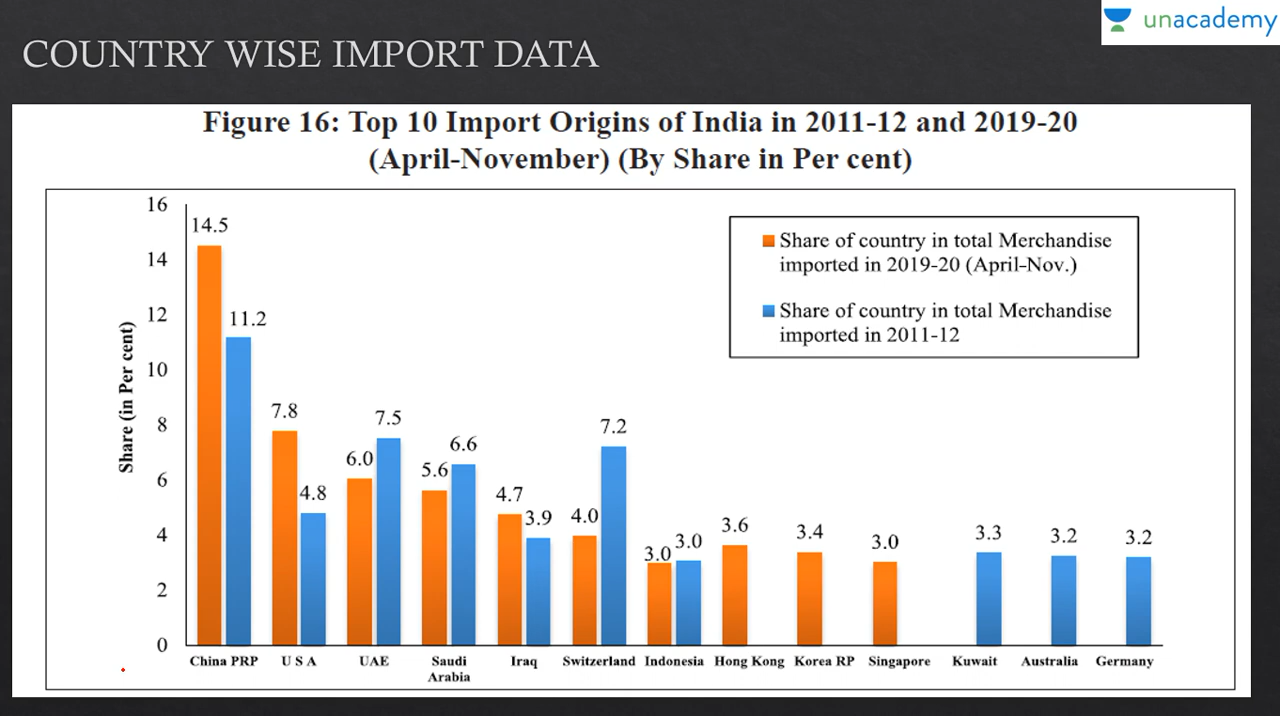 unacademy
COUNTRY WISE IMPORT DATA
Figure 16: Top 10 Import Origins of India in 2011-12 and 2019-20
(April-November) (By Share in Per cent)
Share (in Per cent)
16
14
12
10
8
6
4
2
0
14.5
11.2
7.8
4.8
6.0
7.5
5.6
6.6
4.7
3.9
4.0
7.2
3.0
3.0
3.6
3.4
3.0
3.3
3.2
3.2
Share of country in total Merchandise
imported in 2019-20 (April-Nov.)
Share of country in total Merchandise
imported in 2011-12
China PRP
U S A
UAE
Saudi
Arabia
Iraq
Switzerland
Indonesia
Hong Kong
Korea RP
Singapore
Kuwait
Australia
Germany